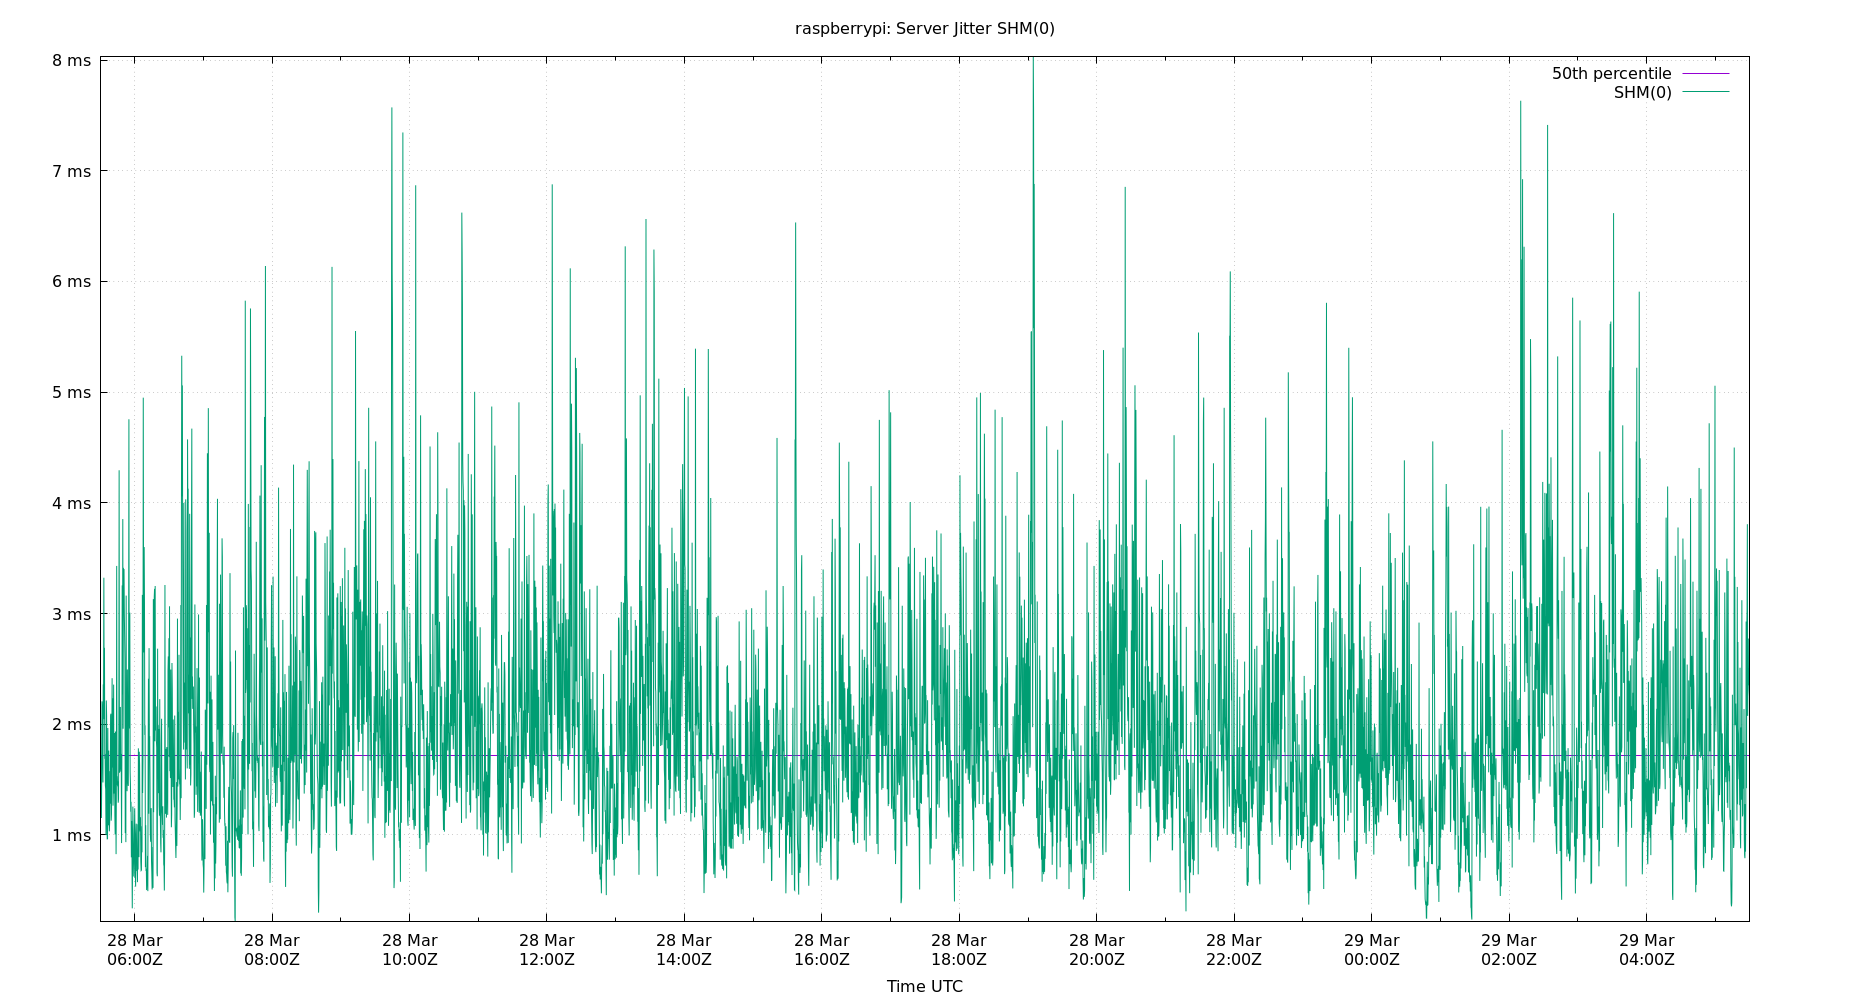 raspberrypi: Server Jitter SHM(0)
8 ms
7 ms
6 ms
5 ms
4 ms
3 ms
2 ms
1 ms
50th percentile
SHM(0)
28 Mar 28 Mar 28 Mar 28 Mar 28 Mar 28 Mar 28 Mar 28 Mar 28 Mar 29 Mar 29 Mar 29 Mar
06:00Z 08:00Z 10:00Z 12:00Z 14:00Z 16:00Z 18:00Z 20:00Z 22:00Z 00:00Z 02:00Z 04:00Z
Time UTC